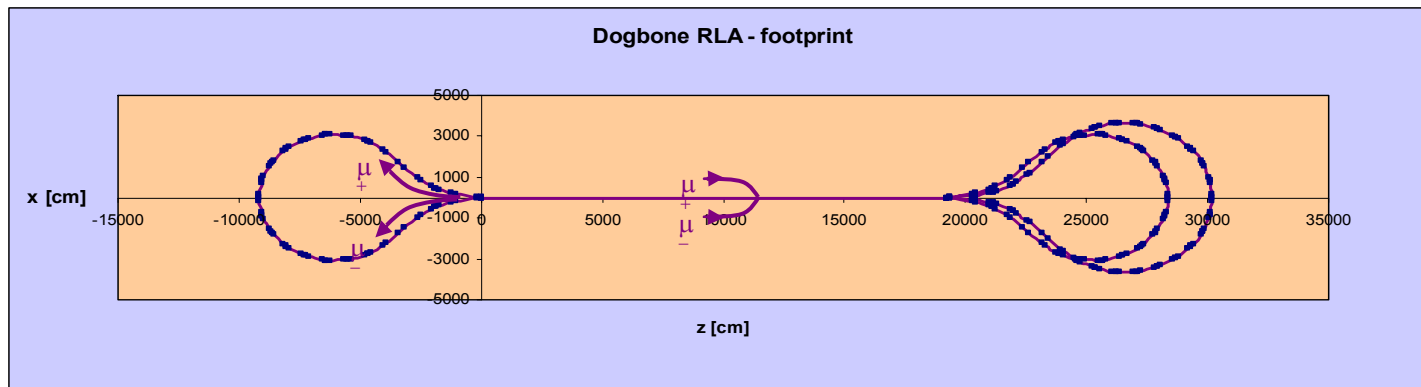 Dogbone RLA - footprint
5000
3000
1000
-1000
-3000
-5000
x [cm]
-15000 -10000 -5000 0 5000 10000 15000 20000 25000 30000 35000
μ
+
μ
−
μ
+
μ
−
z [cm]